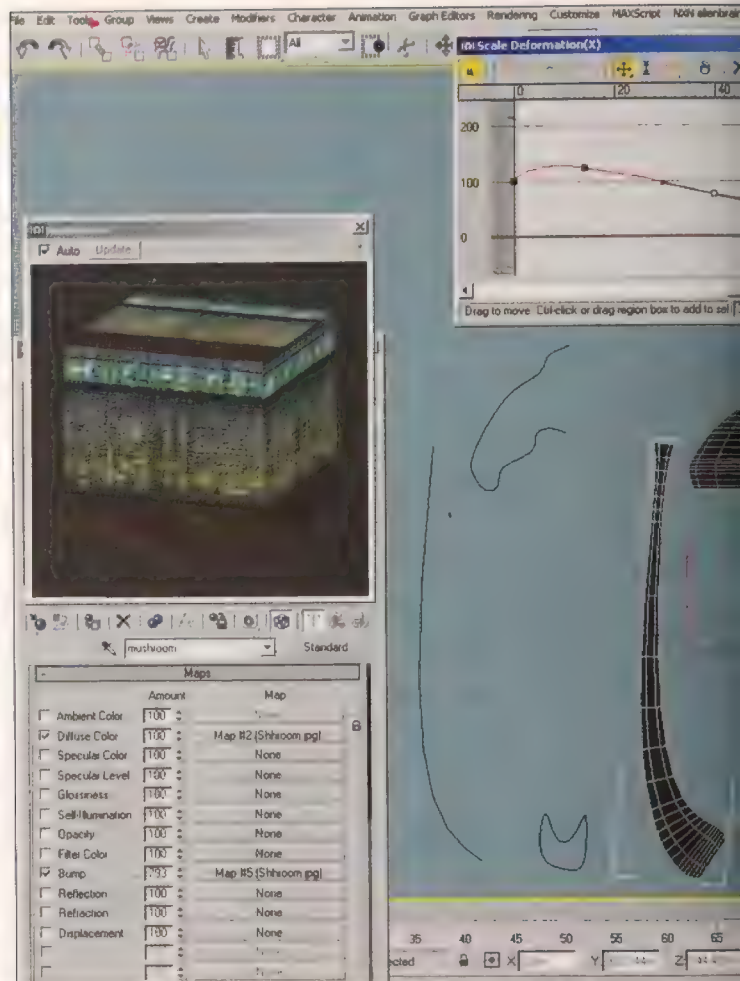 File Edit Tools Group Views Create Modifiers Character Animation Graph Editors Rendering Customize MAXScript NXN alienbrain
All
Scale Deformation(X)
0 20 40
200
100
0
Drag to move. Ctrl-click or drag region box to add to sel
Auto Update
mushroom Standard
- Maps
Amount Map
Ambient Color 100
Diffuse Color 100 Map #2 (Shhroom.jpg)
Specular Color 100 None
Specular Level 100 None
Glossiness 100 None
Self-Illumination 100 None
Opacity 100 None
Filter Color 100 None
Bump 793 Map #5 (Shhroom.jpg)
Reflection 100 None
Refraction 100 None
Displacement 100 None
35 40 45 50 55 60 65
ected X Y Z